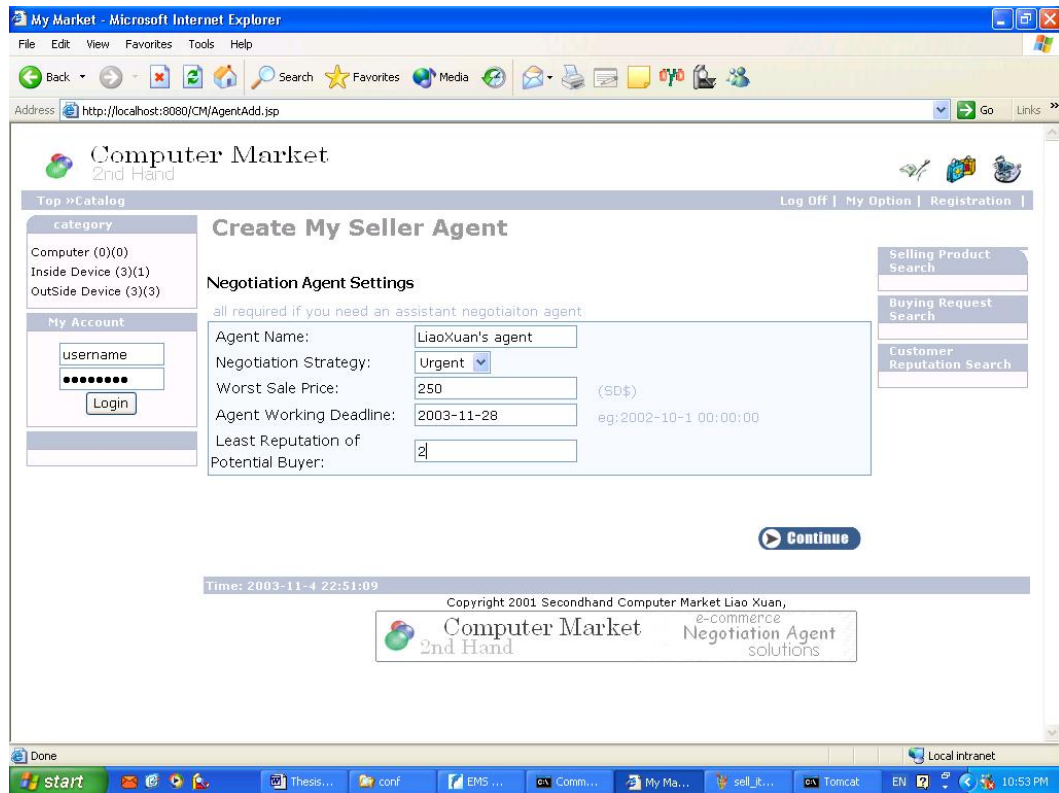 My Market - Microsoft Internet Explorer
File Edit View Favorites Tools Help
Back Search Favorites Media
Address http://localhost:8080/CM/AgentAdd.jsp Go Links »
Computer Market
2nd Hand
Top »Catalog Log Off | My Option | Registration |
category
Computer (0)(0)
Inside Device (3)(1)
OutSide Device (3)(3)
My Account
username
Login
Create My Seller Agent
Negotiation Agent Settings
all required if you need an assistant negotiaiton agent
Agent Name: LiaoXuan's agent
Negotiation Strategy: Urgent
Worst Sale Price: 250 (SD$)
Agent Working Deadline: 2003-11-28 eg:2002-10-1 00:00:00
Least Reputation of
Potential Buyer: 2
Selling Product
Search
Buying Request
Search
Customer
Reputation Search
Continue
Time: 2003-11-4 22:51:09
Copyright 2001 Secondhand Computer Market Liao Xuan,
Computer Market
2nd Hand
e-commerce
Negotiation Agent
solutions
Done Local intranet
start Thesis... conf EMS ... Comm... My Ma... sell_it... Tomcat EN 10:53 PM